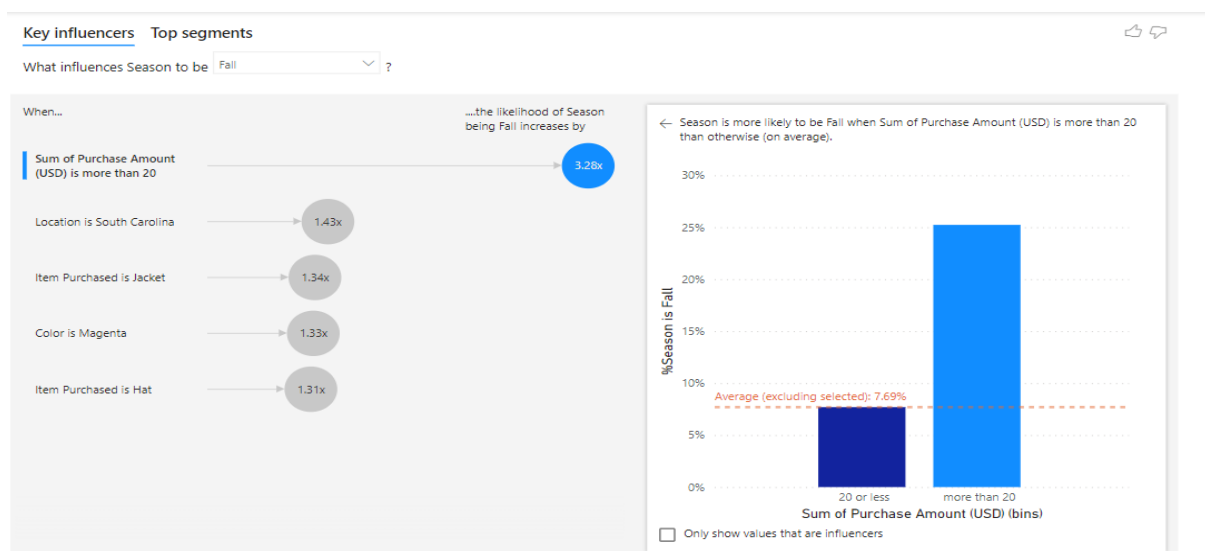 Key influencers Top segments
What influences Season to be Fall ?
When...
....the likelihood of Season
being Fall increases by
Sum of Purchase Amount
(USD) is more than 20
3.28x
Location is South Carolina
1.43x
Item Purchased is Jacket
1.34x
Color is Magenta
1.33x
Item Purchased is Hat
1.31x
← Season is more likely to be Fall when Sum of Purchase Amount (USD) is more than 20
than otherwise (on average).
30%
25%
20%
15%
10%
5%
0%
%Season is Fall
Average (excluding selected): 7.69%
20 or less
more than 20
Sum of Purchase Amount (USD) (bins)
Only show values that are influencers